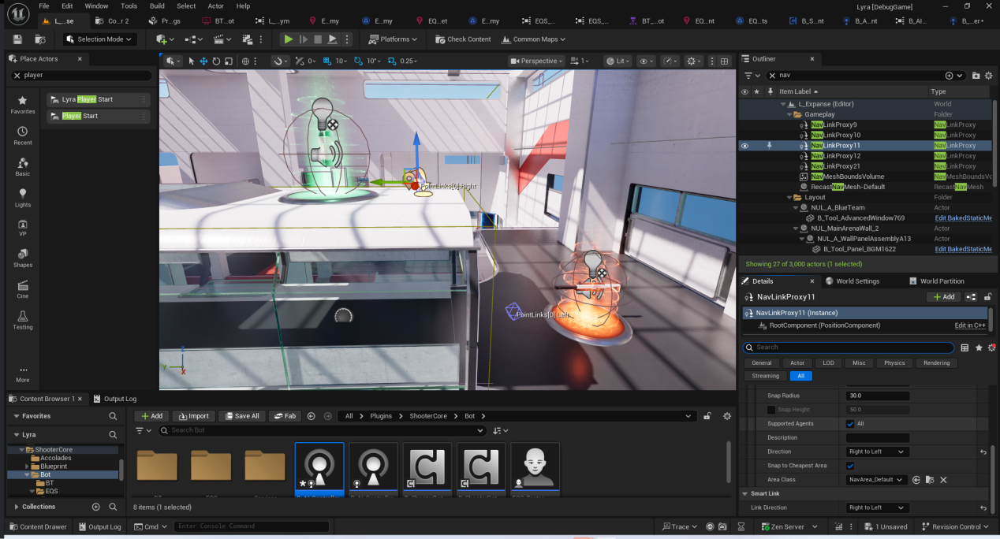 File Edit Window Tools Build Select Actor Help
Lyra [DebugGame]
L_...se Co...r 2 Pr...gs BT...ot L_...ym E...my E...my EQ...et E...my EQS_... EQS_... BT_...ot EQ...nt EQ...ts B_S...nt B_A...nt B_AI... B_...er•
Selection Mode Platforms Check Content Common Maps
Place Actors
player
Favorites
Recent
Basic
Lights
VP
Shapes
Cine
Testing
More
Lyra Player Start
Player Start
0 10 10° 0.25 Perspective 1 Lit
PointLinks[0] Right
PointLinks[0] Left
Z
Y
X
Outliner
nav
Item Label Type
L_Expanse (Editor) World
Gameplay Folder
NavLinkProxy9 NavLinkProxy
NavLinkProxy10 NavLinkProxy
NavLinkProxy11 NavLinkProxy
NavLinkProxy12 NavLinkProxy
NavLinkProxy21 NavLinkProxy
NavMeshBoundsVolume NavMeshBoundsVo
RecastNavMesh-Default RecastNavMesh
Layout Folder
NUL_A_BlueTeam Actor
B_Tool_AdvancedWindow769 Edit BakedStaticMe
NUL_MainArenaWall_2 Actor
NUL_A_WallPanelAssemblyA13 Actor
B_Tool_Panel_BGM1622 Edit BakedStaticMe
Showing 27 of 3,000 actors (1 selected)
Details World Settings World Partition
NavLinkProxy11 Add
NavLinkProxy11 (Instance)
RootComponent (PositionComponent) Edit in C++
Search
General Actor LOD Misc Physics Rendering
Streaming All
Snap Radius 30.0
Snap Height 50.0
Supported Agents All
Description
Direction Right to Left
Snap to Cheapest Area
Area Class NavArea_Default
Smart Link
Link Direction Right to Left
Content Browser 1 Output Log
Favorites
Lyra
ShooterCore
Accolades
Blueprint
Bot
BT
EQS
Collections
Add Import Save All Fab All Plugins ShooterCore Bot
Search Bot
8 items (1 selected)
Content Drawer Output Log Cmd Enter Console Command Trace Zen Server 1 Unsaved Revision Control